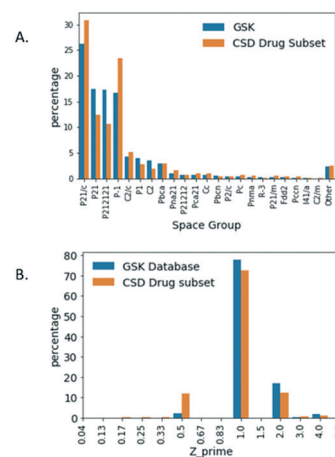 A.
GSK
CSD Drug Subset
percentage
35
30
25
20
15
10
5
0
P21/c
P21
P212121
P-1
C2/c
P1
C2
Pbca
Pna21
P21212
Pca21
Cc
Pbcn
P2/c
Pc
Pnma
R-3
P21/m
Fdd2
Pccn
I41/a
C2/m
Other
Space Group
B.
GSK Database
CSD Drug subset
percentage
80
70
60
50
40
30
20
10
0
0.04
0.13
0.17
0.25
0.33
0.5
0.67
0.83
1.0
1.5
2.0
3.0
4.0
Z_prime